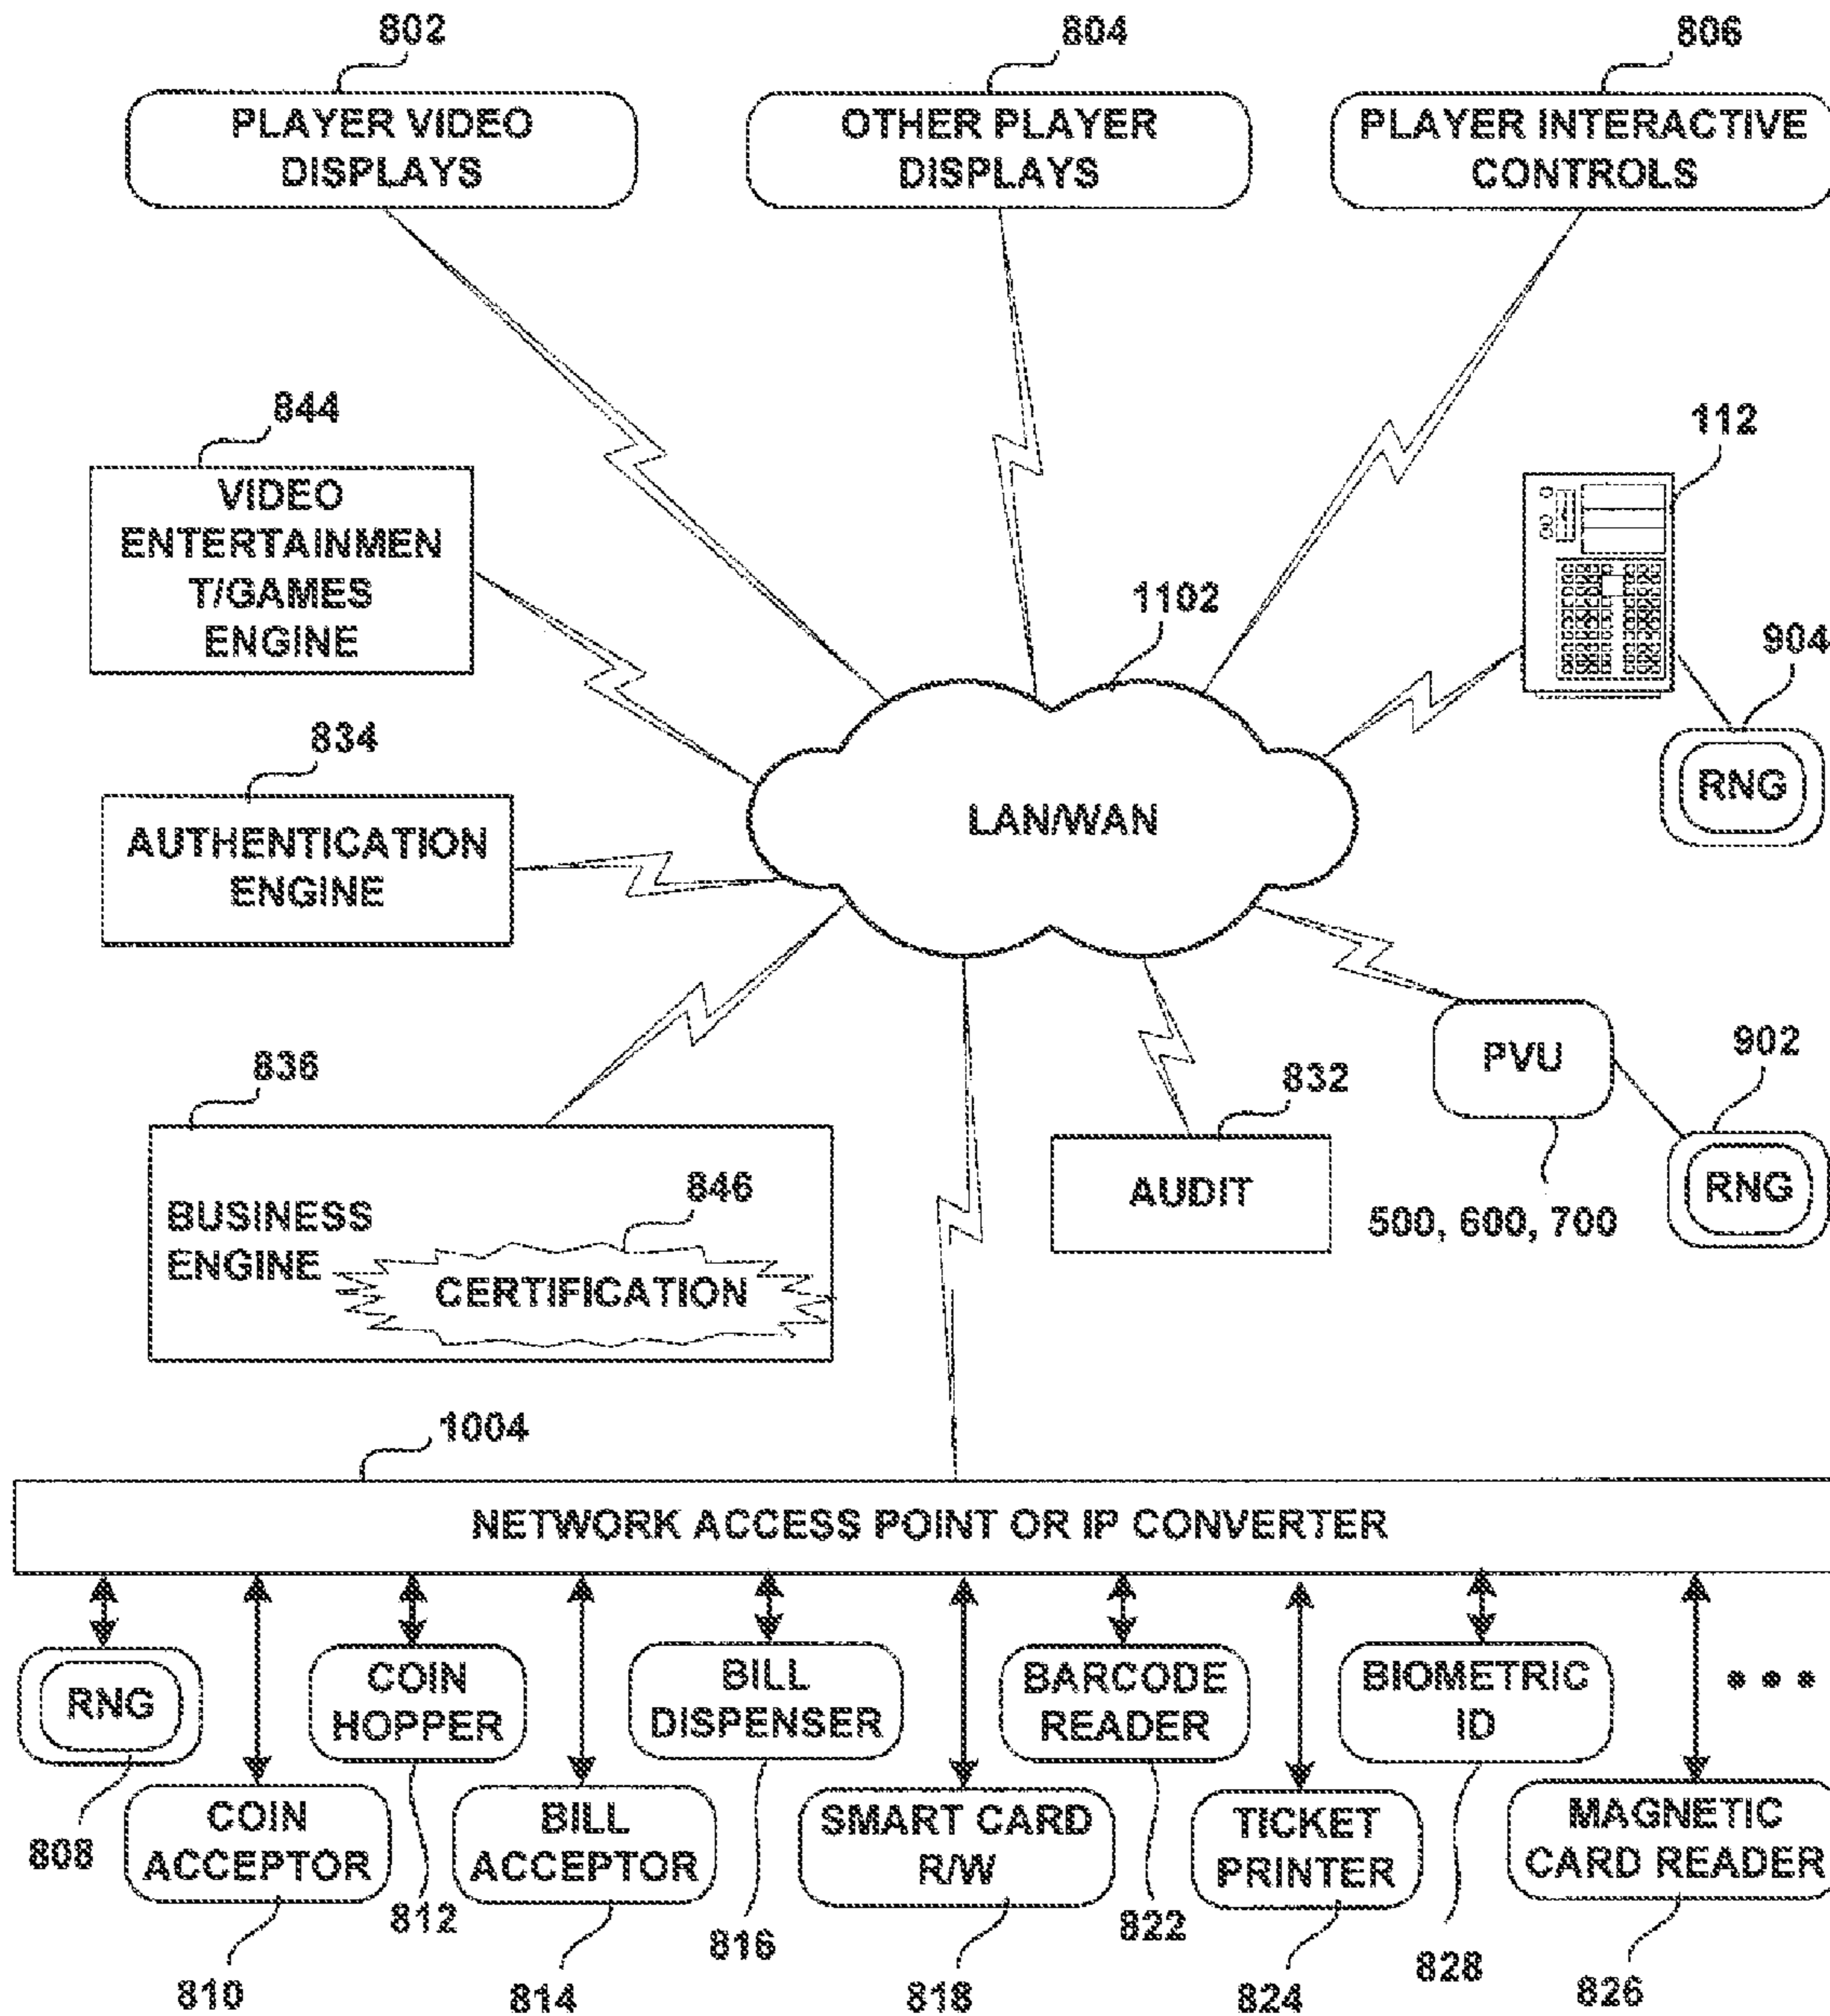 802
804
806
PLAYER VIDEO
DISPLAYS
OTHER PLAYER
DISPLAYS
PLAYER INTERACTIVE
CONTROLS
844
VIDEO
ENTERTAINMEN
T/GAMES
ENGINE
112
1102
904
RNG
834
AUTHENTICATION
ENGINE
LAN/WAN
836
BUSINESS
ENGINE
846
CERTIFICATION
832
AUDIT
PVU
500, 600, 700
902
RNG
1004
NETWORK ACCESS POINT OR IP CONVERTER
RNG
COIN
HOPPER
BILL
DISPENSER
BARCODE
READER
BIOMETRIC
ID
• • •
808
COIN
ACCEPTOR
812
BILL
ACCEPTOR
816
SMART CARD
R/W
822
TICKET
PRINTER
828
MAGNETIC
CARD READER
810
814
818
824
826